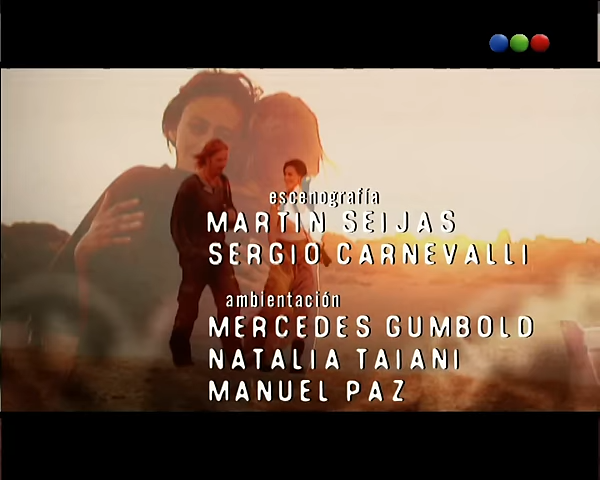 escenografía
MARTIN SEIJAS
SERGIO CARNEVALLI
ambientación
MERCEDES GUMBOLD
NATALIA TAIANI
MANUEL PAZ